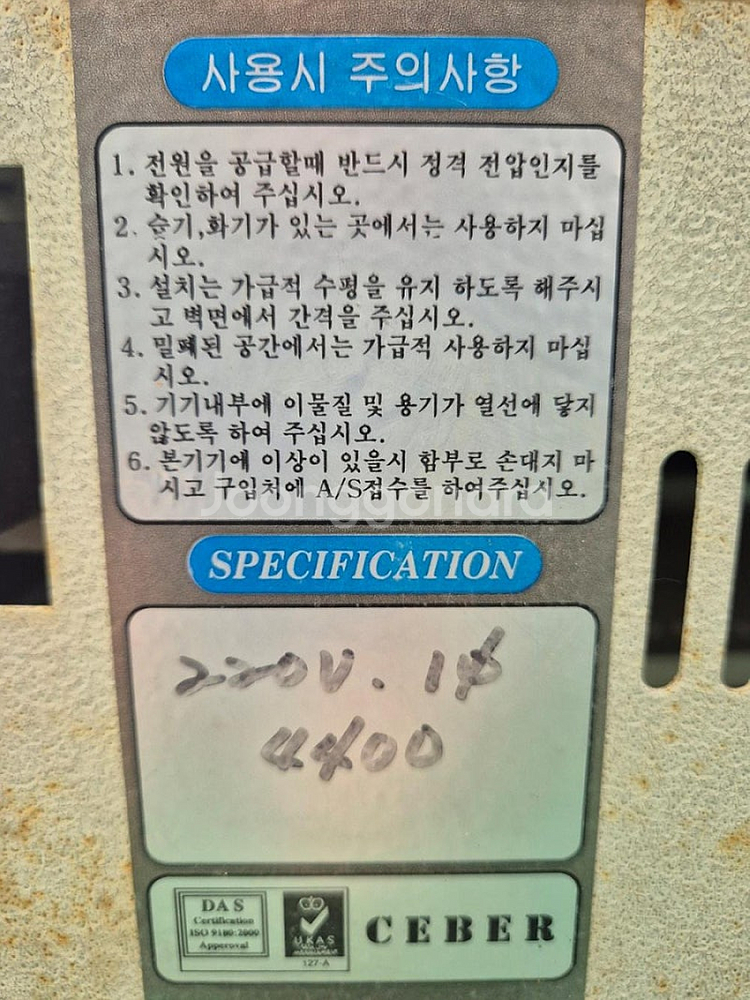 사용시 주의사항
1. 전원을 공급할때 반드시 정격 전압인지를
확인하여 주십시오.
2. 습기,화기가 있는 곳에서는 사용하지 마십
시오.
3. 설치는 가급적 수평을 유지 하도록 해주시
고 벽면에서 간격을 주십시오.
4. 밀폐된 공간에서는 가급적 사용하지 마십
시오.
5. 기기내부에 이물질 및 용기가 열선에 닿지
않도록 하여 주십시오.
6. 본기기에 이상이 있을시 함부로 손대지 마
시고 구입처에 A/S접수를 하여주십시오.
Joonggonara
SPECIFICATION
220V. 1φ
4400
DAS
Certification
ISO 9100:2000
Approval
UKAS
127-A
CEBER